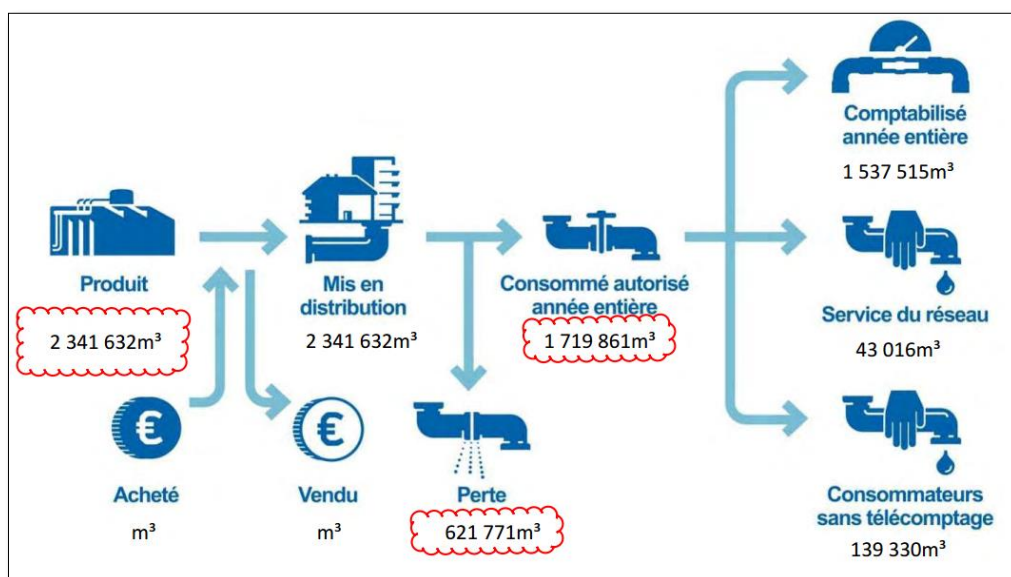 Comptabilisé
année entière
1 537 515m³
Produit
2 341 632m³
Mis en
distribution
2 341 632m³
Consommé autorisé
année entière
1 719 861m³
Service du réseau
43 016m³
€
Acheté
m³
€
Vendu
m³
Perte
621 771m³
Consommateurs
sans télécomptage
139 330m³